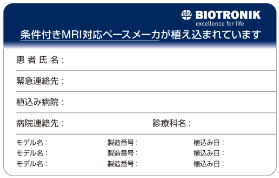 BIOTRONIK
excellence for life
条件付きMRI対応ペースメーカが植え込まれています
患者氏名：
緊急連絡先：
植込み病院：
病院連絡先： 診療科名：
モデル名： 製造番号： 植込み日：
モデル名： 製造番号： 植込み日：
モデル名： 製造番号： 植込み日：